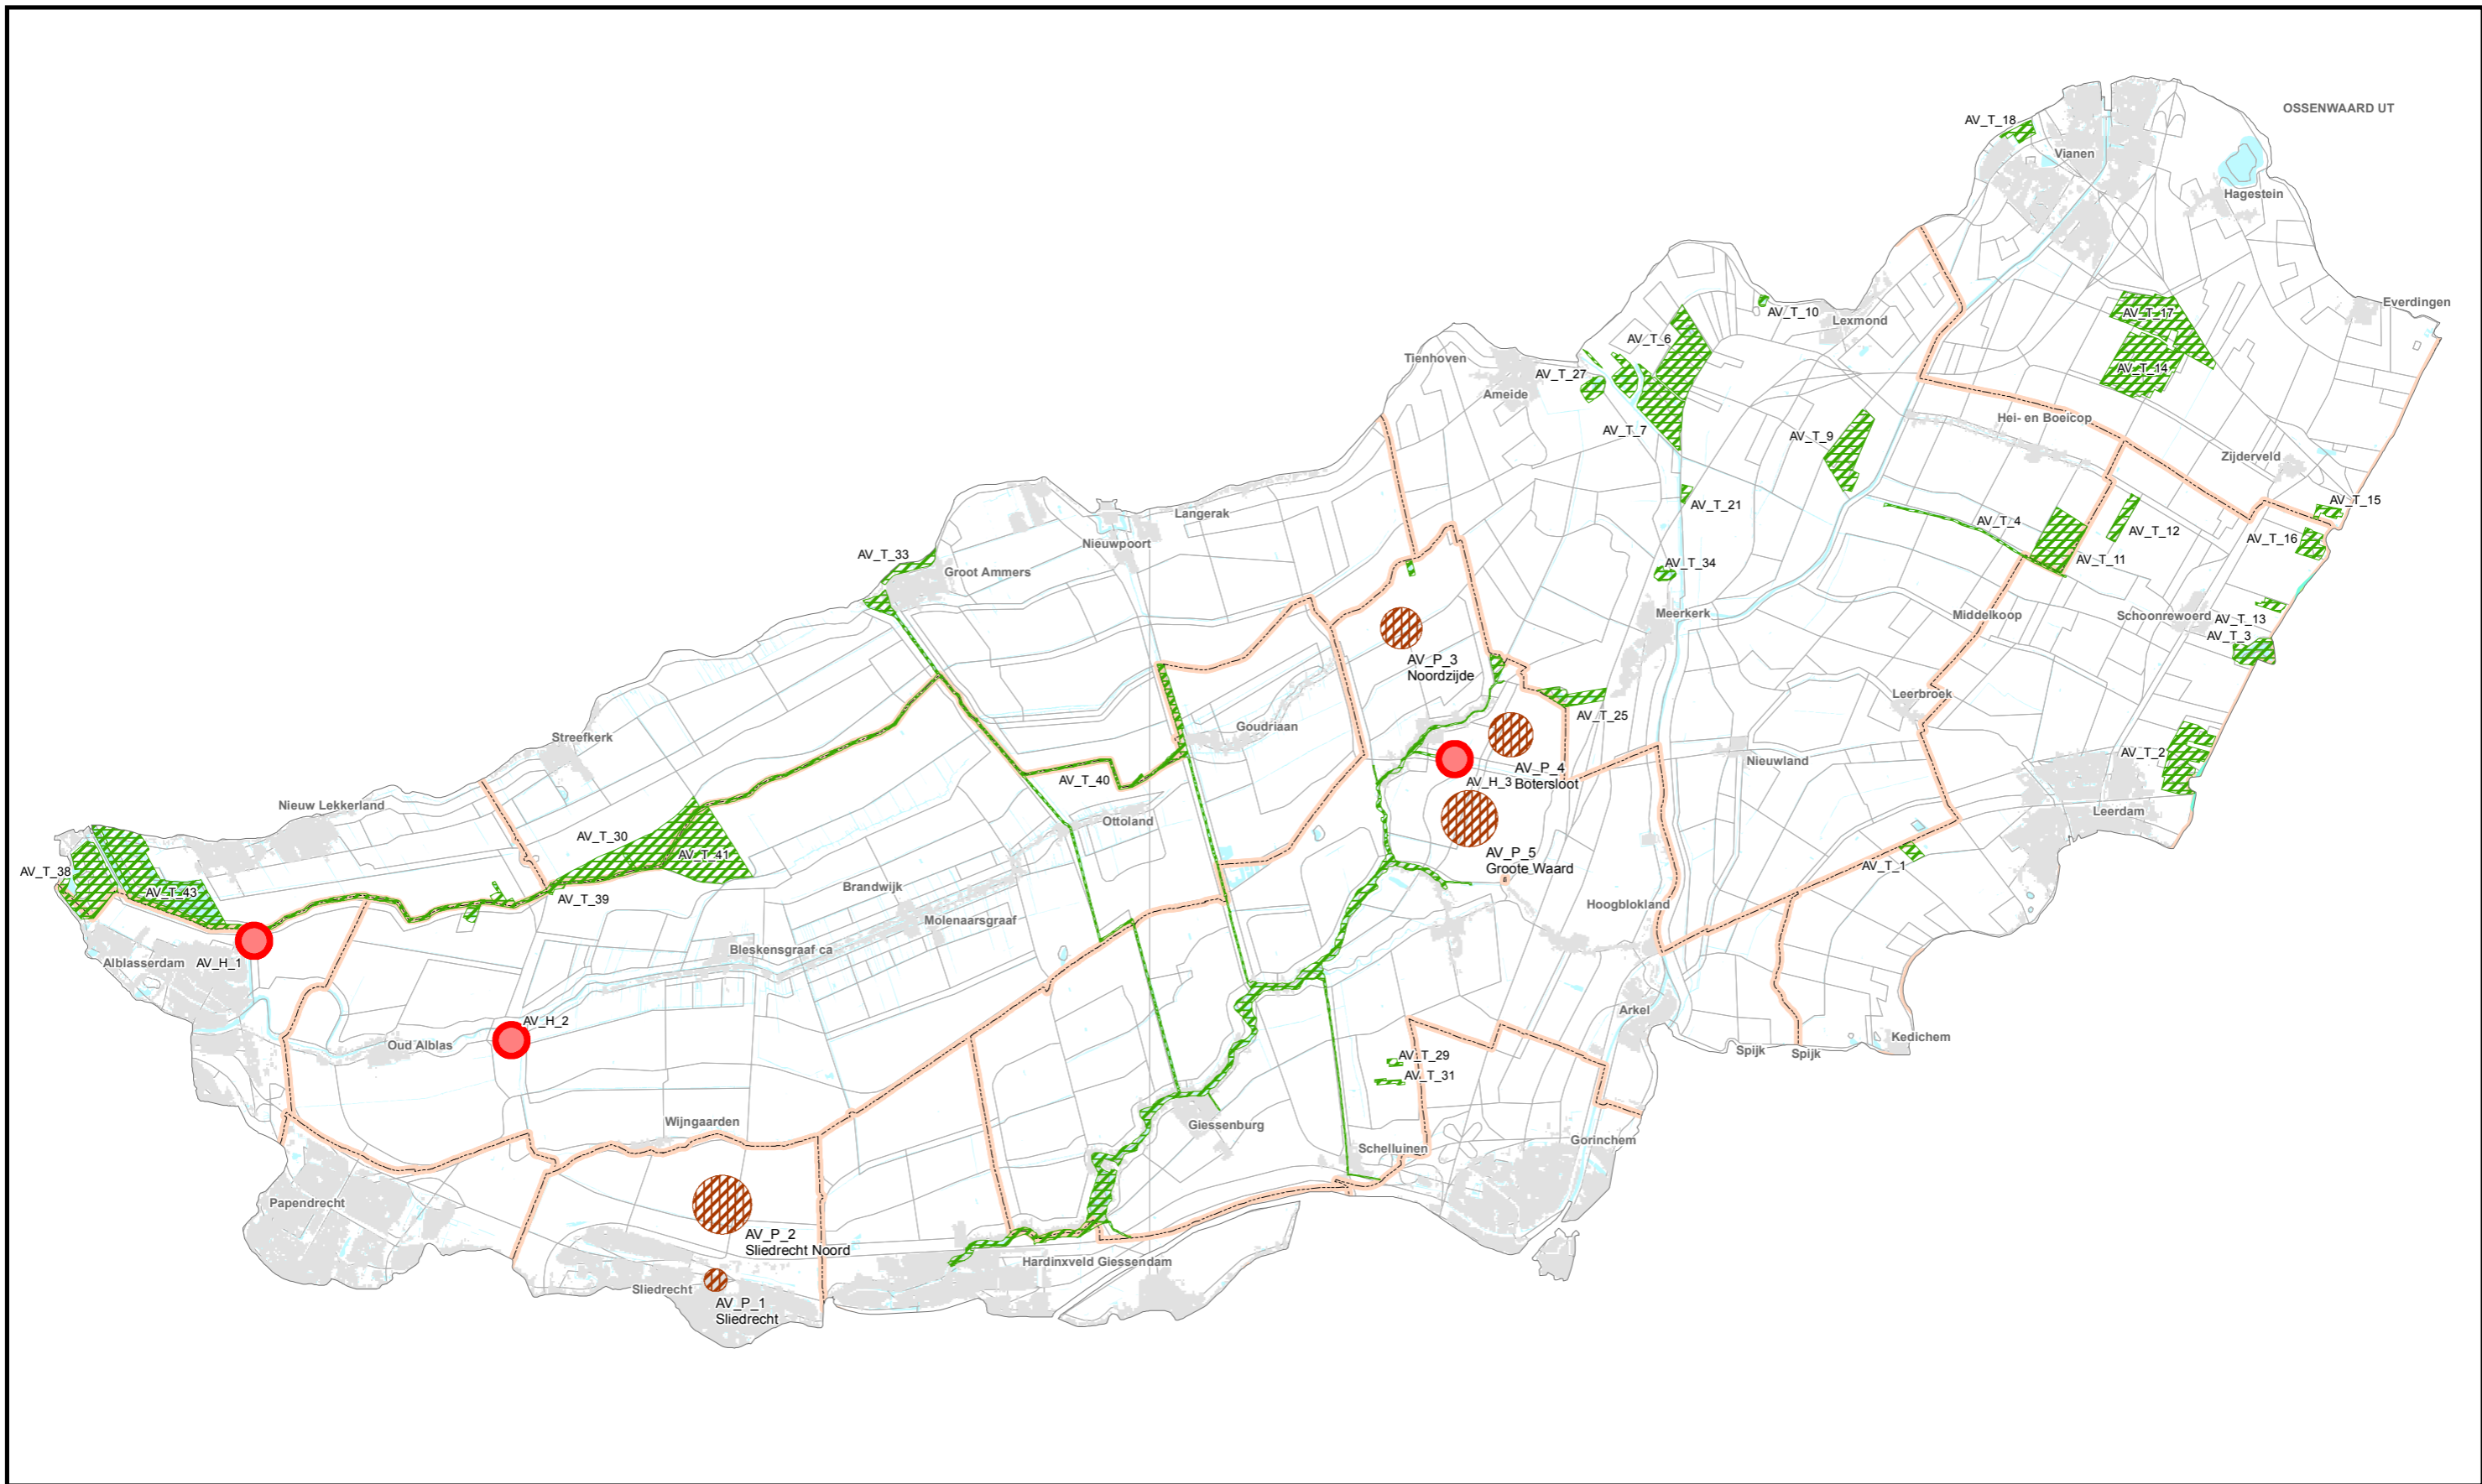 OSSENWAARD UT
AV_T_18
Vianen
Hagestein
Everdingen
AV_T_10
Lexmond
AV_T_17
AV_T_6
Tienhoven
AV_T_27
AV_T_14
Ameide
Hei- en Boeicop
AV_T_7
AV_T_9
Zijderveld
AV_T_15
AV_T_21
Langerak
AV_T_4
AV_T_12
AV_T_16
Nieuwpoort
AV_T_33
AV_T_34
AV_T_11
Groot Ammers
Meerkerk
Middelkoop
Schoonrewoerd
AV_T_13
AV_T_3
AV_P_3
Noordzijde
Leerbroek
AV_T_25
Goudriaan
Streefkerk
AV_T_2
Nieuwland
AV_P_4
Botersloot
AV_T_40
AV_H_3
Nieuw Lekkerland
Ottoland
Leerdam
AV_T_30
AV_T_41
AV_P_5
Groote Waard
AV_T_1
AV_T_38
AV_T_43
Brandwijk
AV_T_39
Hoogblokland
Molenaarsgraaf
Bleskensgraaf ca
Alblasserdam
AV_H_1
Arkel
AV_H_2
Oud Alblas
Kedichem
Spijk
Spijk
AV_T_29
AV_T_31
Wijngaarden
Giessenburg
Gorinchem
Schelluinen
Papendrecht
AV_P_2
Sliedrecht Noord
Hardinxveld Giessendam
Sliedrecht
AV_P_1
Sliedrecht